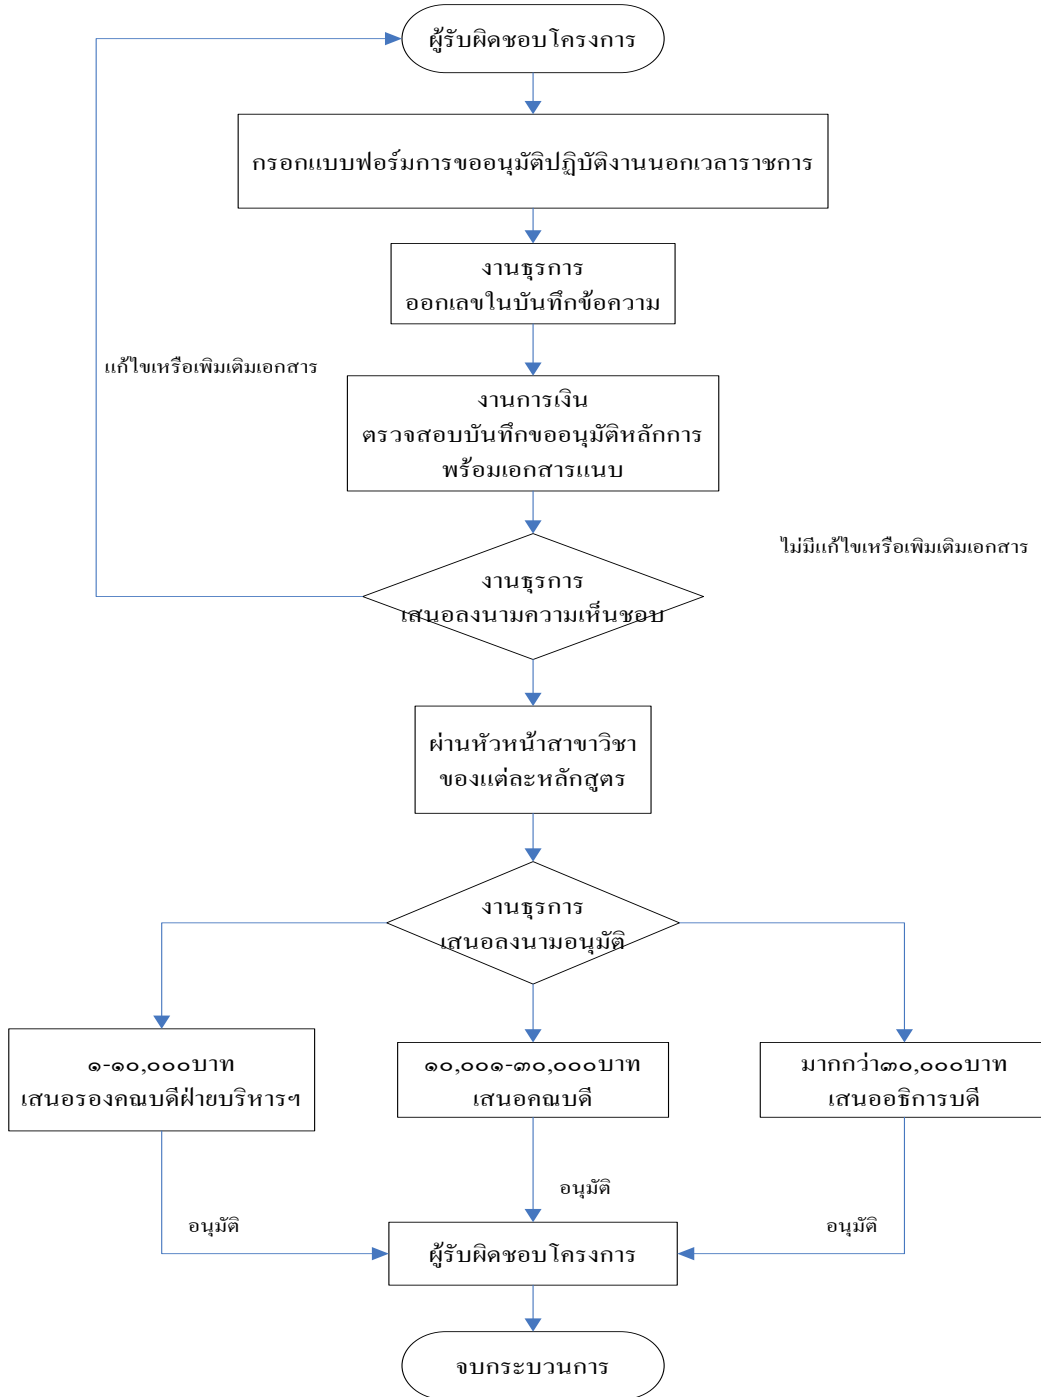 ผู้รับผิดชอบโครงการ
กรอกแบบฟอร์มการขออนุมัติปฏิบัติงานนอกเวลาราชการ
งานธุรการ
ออกเลขในบันทึกข้อความ
แก้ไขเหรือเพิ่มเติมเอกสาร
งานการเงิน
ตรวจสอบบันทึกขออนุมัติหลักการ
พร้อมเอกสารแนบ
ไม่มีแก้ไขเหรือเพิ่มเติมเอกสาร
งานธุรการ
เสนอลงนามความเห็นชอบ
ผ่านหัวหน้าสาขาวิชา
ของแต่ละหลักสูตร
งานธุรการ
เสนอลงนามอนุมัติ
๑-๑๐,๐๐๐บาท
เสนอรองคณบดีฝ่ายบริหารฯ
๑๐,๐๐๑-๓๐,๐๐๐บาท
เสนอคณบดี
มากกว่า๓๐,๐๐๐บาท
เสนออธิการบดี
อนุมัติ
อนุมัติ
อนุมัติ
ผู้รับผิดชอบโครงการ
จบกระบวนการ